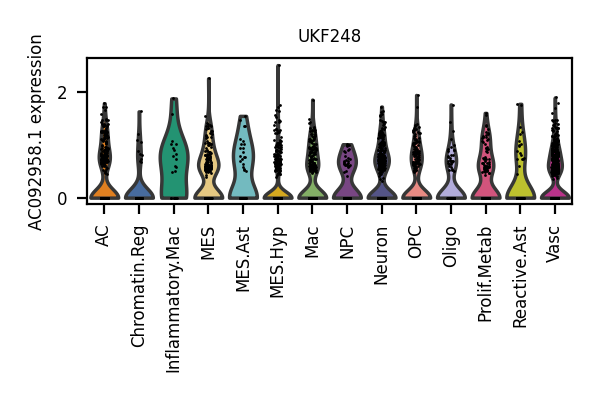 UKF248
AC092958.1 expression
2
0
AC
Chromatin.Reg
Inflammatory.Mac
MES
MES.Ast
MES.Hyp
Mac
NPC
Neuron
OPC
Oligo
Prolif.Metab
Reactive.Ast
Vasc